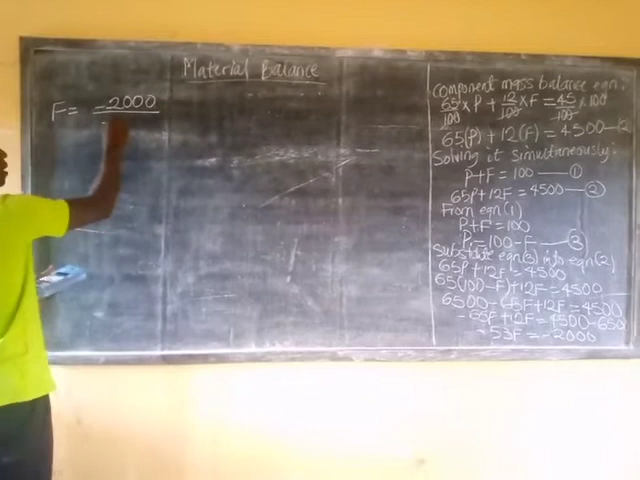 Material Balance
F= -2000
Component mass balance eqn:
65/100 x P + 12/100 x F = 45/100 x 100
65(P) + 12(F) = 4500 — (2)
Solving it simultaneously:
P+F = 100 — (1)
65P+12F = 4500 — (2)
From eqn(1)
P+F = 100
P = 100-F — (3)
Substitute eqn(3) into eqn(2)
65P + 12F = 4500
65(100-F)+12F = 4500
6500-65F+12F = 4500
-65F+12F = 4500-650
-53F = -2000